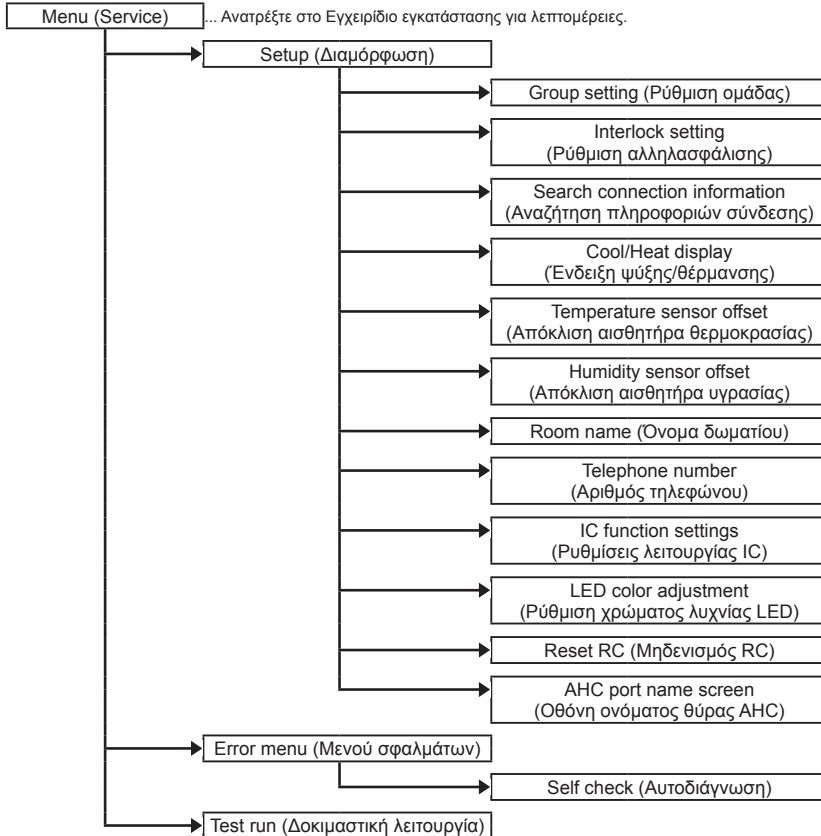 Menu (Service) ... Ανατρέξτε στο Εγχειρίδιο εγκατάστασης για λεπτομέρειες.
Setup (Διαμόρφωση)
Group setting (Ρύθμιση ομάδας)
Interlock setting
(Ρύθμιση αλληλασφάλισης)
Search connection information
(Αναζήτηση πληροφοριών σύνδεσης)
Cool/Heat display
(Ένδειξη ψύξης/θέρμανσης)
Temperature sensor offset
(Απόκλιση αισθητήρα θερμοκρασίας)
Humidity sensor offset
(Απόκλιση αισθητήρα υγρασίας)
Room name (Όνομα δωματίου)
Telephone number
(Αριθμός τηλεφώνου)
IC function settings
(Ρυθμίσεις λειτουργίας IC)
LED color adjustment
(Ρύθμιση χρώματος λυχνίας LED)
Reset RC (Μηδενισμός RC)
AHC port name screen
(Οθόνη ονόματος θύρας AHC)
Error menu (Μενού σφαλμάτων)
Self check (Αυτοδιάγνωση)
Test run (Δοκιμαστική λειτουργία)